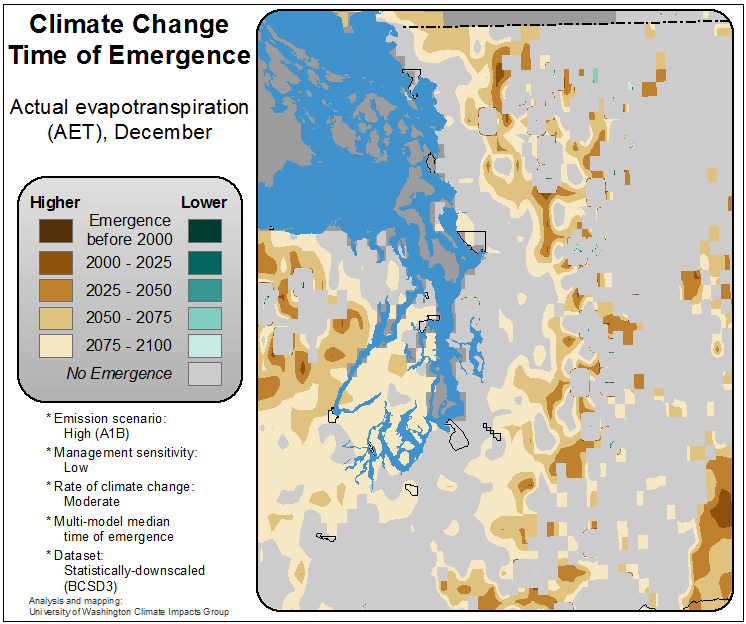 Climate Change
Time of Emergence
Actual evapotranspiration
(AET), December
Higher Lower
Emergence
before 2000
2000 - 2025
2025 - 2050
2050 - 2075
2075 - 2100
No Emergence
* Emission scenario:
High (A1B)
* Management sensitivity:
Low
* Rate of climate change:
Moderate
* Multi-model median
time of emergence
* Dataset:
Statistically-downscaled
(BCSD3)
Analysis and mapping:
University of Washington Climate Impacts Group